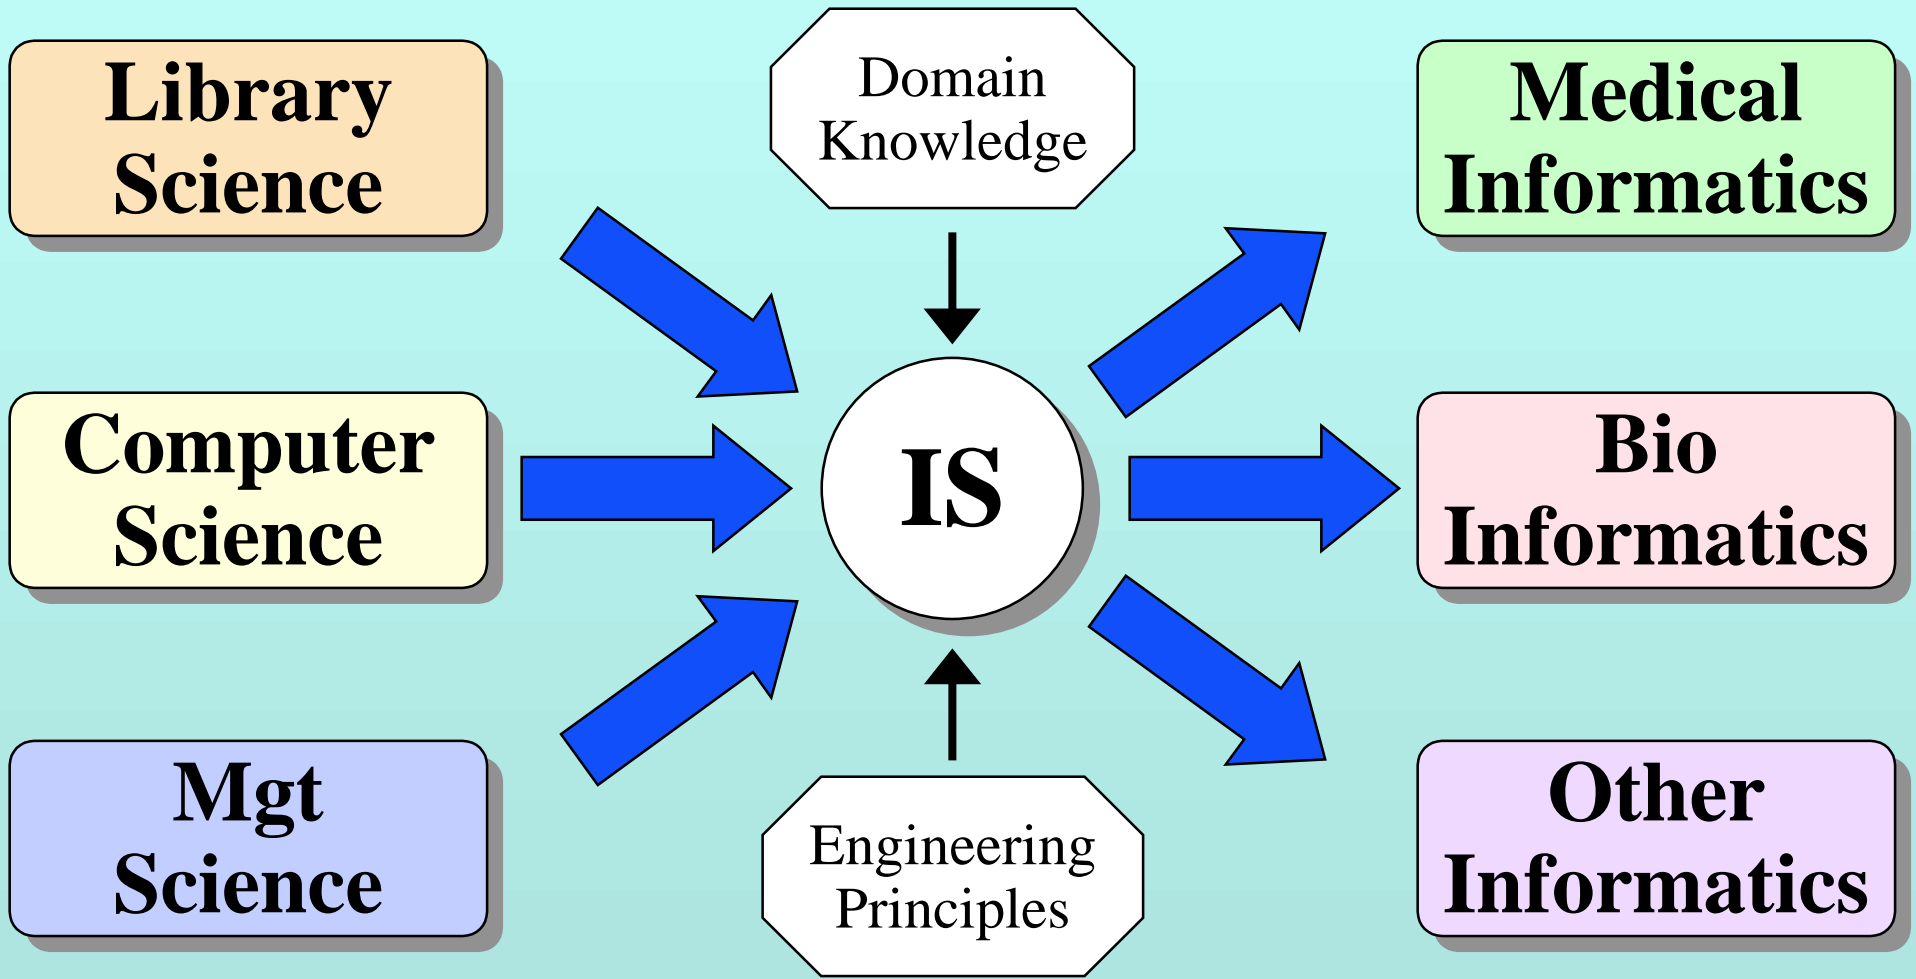 Library
Science
Domain
Knowledge
Medical
Informatics
Computer
Science
IS
Bio
Informatics
Mgt
Science
Engineering
Principles
Other
Informatics